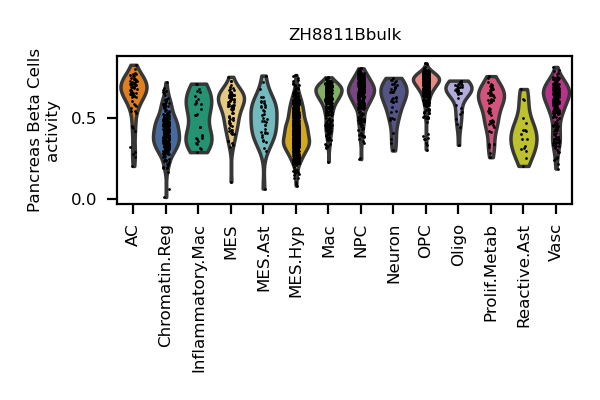 ZH8811Bbulk
Pancreas Beta Cells
activity
0.5
0.0
AC
Chromatin.Reg
Inflammatory.Mac
MES
MES.Ast
MES.Hyp
Mac
NPC
Neuron
OPC
Oligo
Prolif.Metab
Reactive.Ast
Vasc